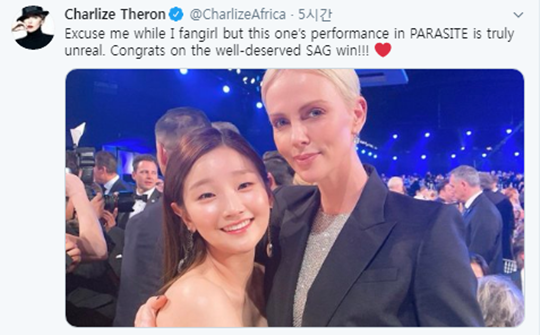 Charlize Theron @CharlizeAfrica · 5시간
Excuse me while I fangirl but this one's performance in PARASITE is truly
unreal. Congrats on the well-deserved SAG win!!! ❤️